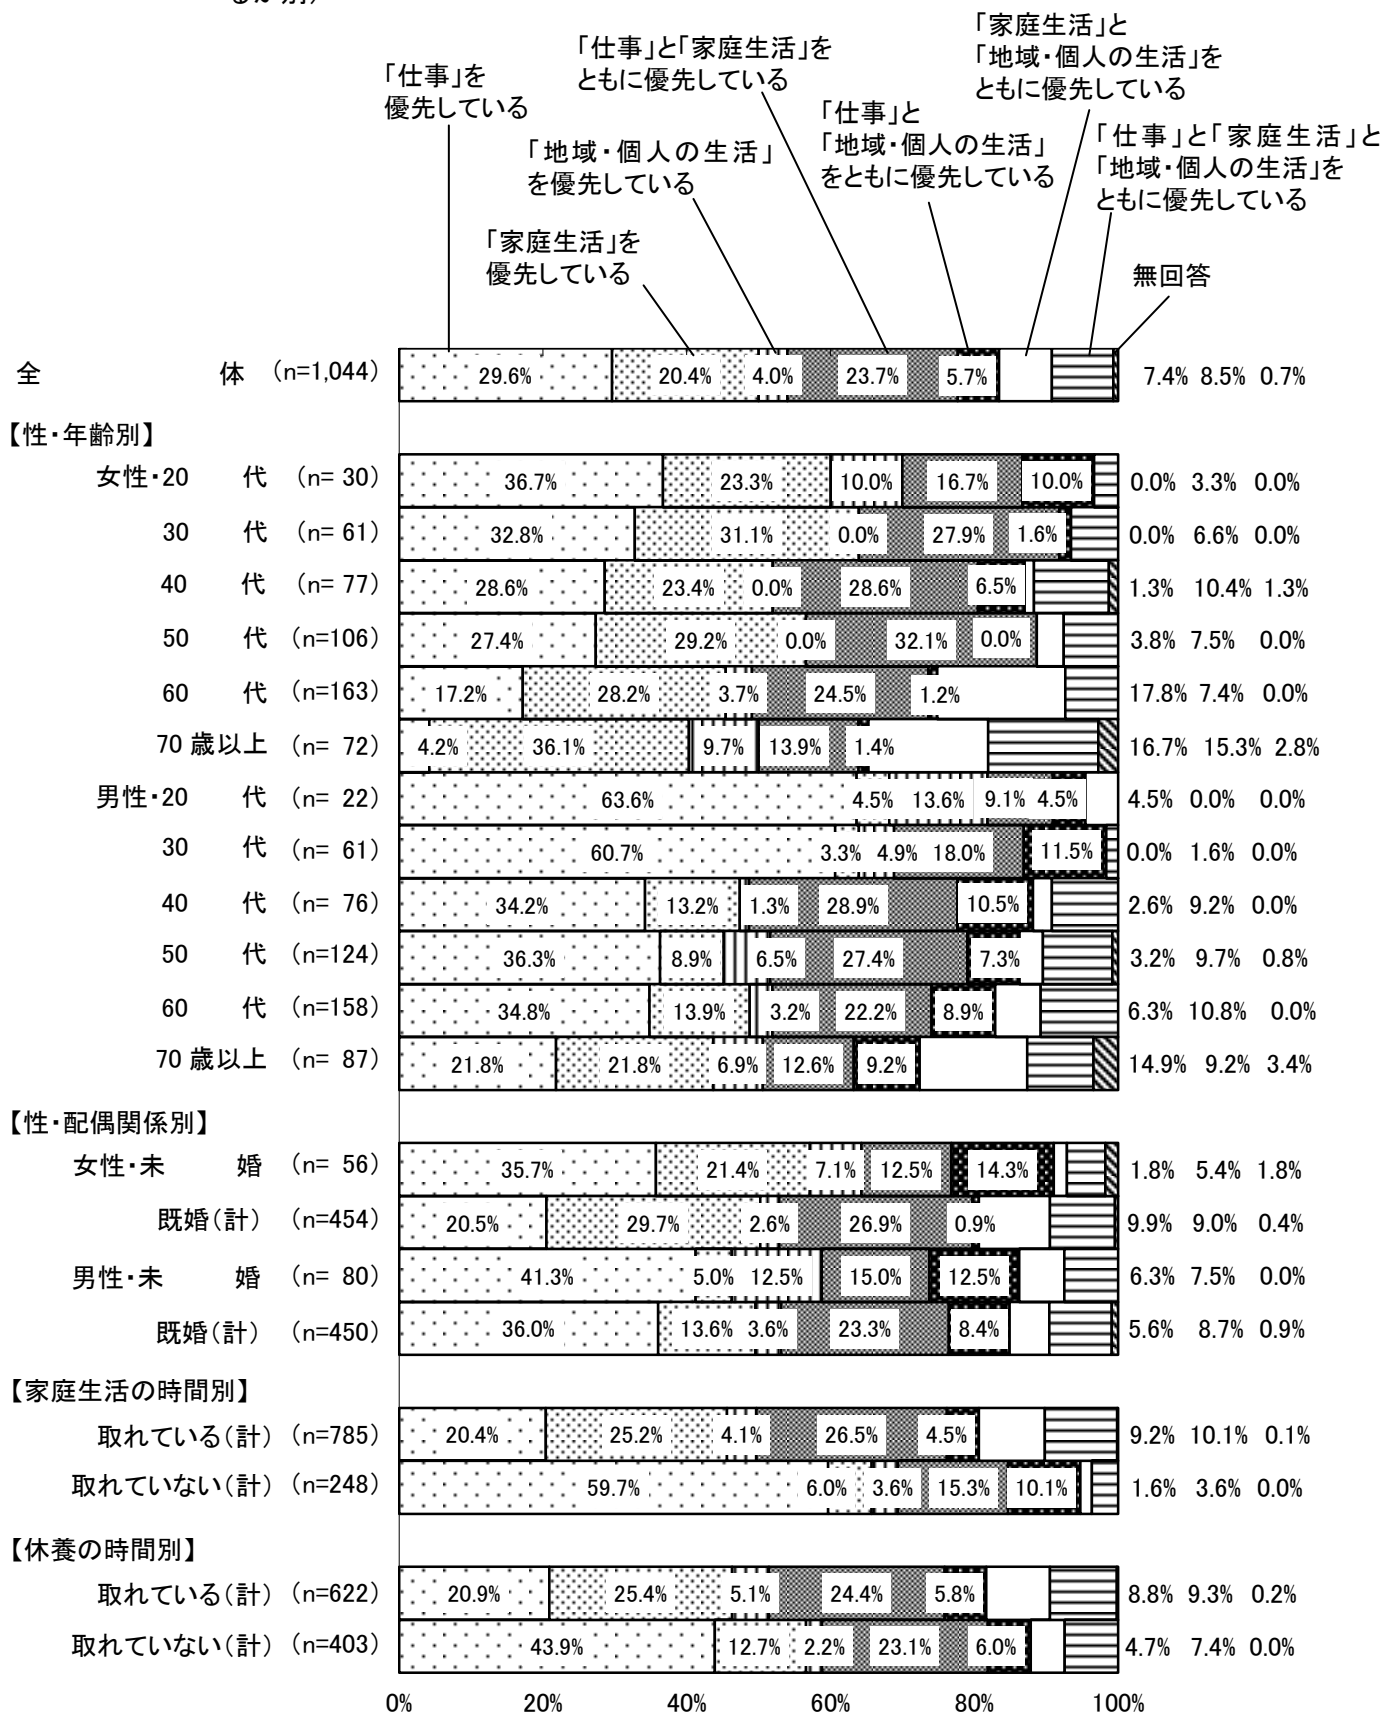 「仕事」を
優先している
「仕事」と「家庭生活」を
ともに優先している
「家庭生活」と
「地域・個人の生活」を
ともに優先している
「地域・個人の生活」
を優先している
「仕事」と
「地域・個人の生活」
をともに優先している
「仕事」と「家庭生活」と
「地域・個人の生活」を
ともに優先している
「家庭生活」を
優先している
無回答
全 体 (n=1,044) 29.6% 20.4% 4.0% 23.7% 5.7% 7.4% 8.5% 0.7%
【性・年齢別】
女性・20 代 (n= 30) 36.7% 23.3% 10.0% 16.7% 10.0% 0.0% 3.3% 0.0%
30 代 (n= 61) 32.8% 31.1% 0.0% 27.9% 1.6% 0.0% 6.6% 0.0%
40 代 (n= 77) 28.6% 23.4% 0.0% 28.6% 6.5% 1.3% 10.4% 1.3%
50 代 (n=106) 27.4% 29.2% 0.0% 32.1% 0.0% 3.8% 7.5% 0.0%
60 代 (n=163) 17.2% 28.2% 3.7% 24.5% 1.2% 17.8% 7.4% 0.0%
70歳以上 (n= 72) 4.2% 36.1% 9.7% 13.9% 1.4% 16.7% 15.3% 2.8%
男性・20 代 (n= 22) 63.6% 4.5% 13.6% 9.1% 4.5% 4.5% 0.0% 0.0%
30 代 (n= 61) 60.7% 3.3% 4.9% 18.0% 11.5% 0.0% 1.6% 0.0%
40 代 (n= 76) 34.2% 13.2% 1.3% 28.9% 10.5% 2.6% 9.2% 0.0%
50 代 (n=124) 36.3% 8.9% 6.5% 27.4% 7.3% 3.2% 9.7% 0.8%
60 代 (n=158) 34.8% 13.9% 3.2% 22.2% 8.9% 6.3% 10.8% 0.0%
70歳以上 (n= 87) 21.8% 21.8% 6.9% 12.6% 9.2% 14.9% 9.2% 3.4%
【性・配偶関係別】
女性・未 婚 (n= 56) 35.7% 21.4% 7.1% 12.5% 14.3% 1.8% 5.4% 1.8%
既婚(計) (n=454) 20.5% 29.7% 2.6% 26.9% 0.9% 9.9% 9.0% 0.4%
男性・未 婚 (n= 80) 41.3% 5.0% 12.5% 15.0% 12.5% 6.3% 7.5% 0.0%
既婚(計) (n=450) 36.0% 13.6% 3.6% 23.3% 8.4% 5.6% 8.7% 0.9%
【家庭生活の時間別】
取れている(計) (n=785) 20.4% 25.2% 4.1% 26.5% 4.5% 9.2% 10.1% 0.1%
取れていない(計) (n=248) 59.7% 6.0% 3.6% 15.3% 10.1% 1.6% 3.6% 0.0%
【休養の時間別】
取れている(計) (n=622) 20.9% 25.4% 5.1% 24.4% 5.8% 8.8% 9.3% 0.2%
取れていない(計) (n=403) 43.9% 12.7% 2.2% 23.1% 6.0% 4.7% 7.4% 0.0%
0% 20% 40% 60% 80% 100%